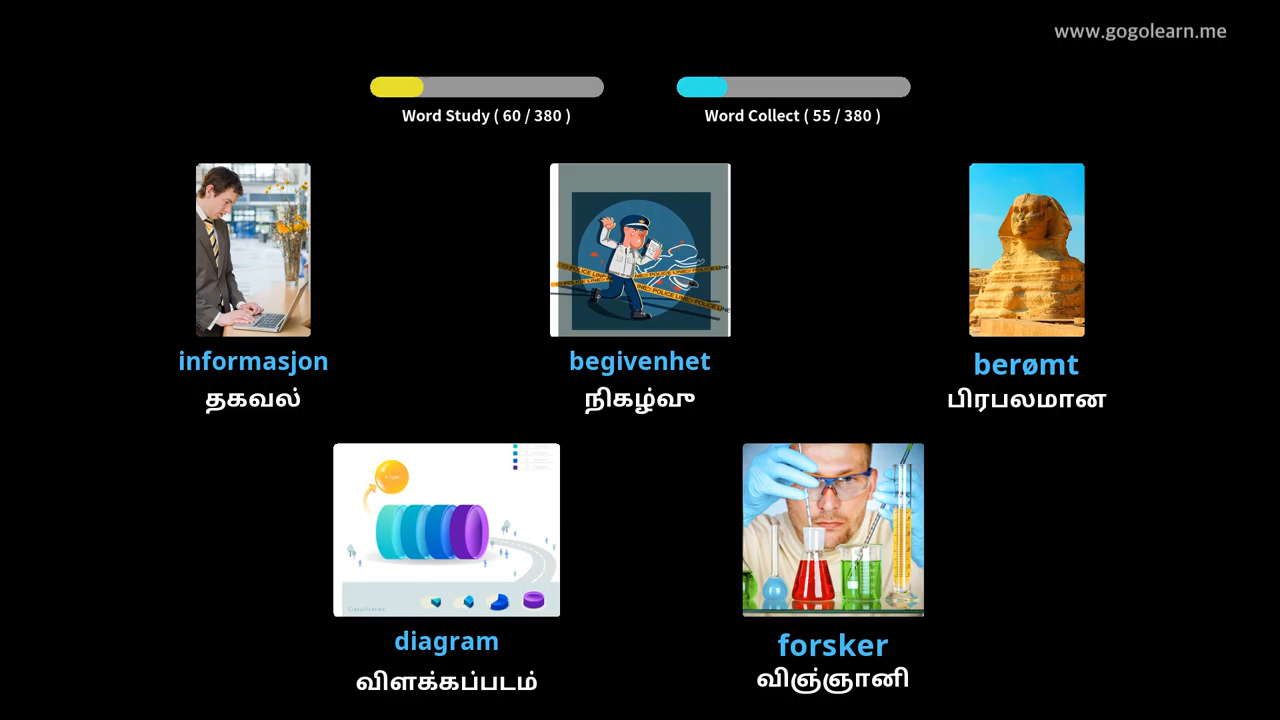 www.gogolearn.me
Word Study ( 60 / 380 )
Word Collect ( 55 / 380 )
informasjon
தகவல்
begivenhet
நிகழ்வு
berømt
பிரபலமான
diagram
விளக்கப்படம்
forsker
விஞ்ஞானி